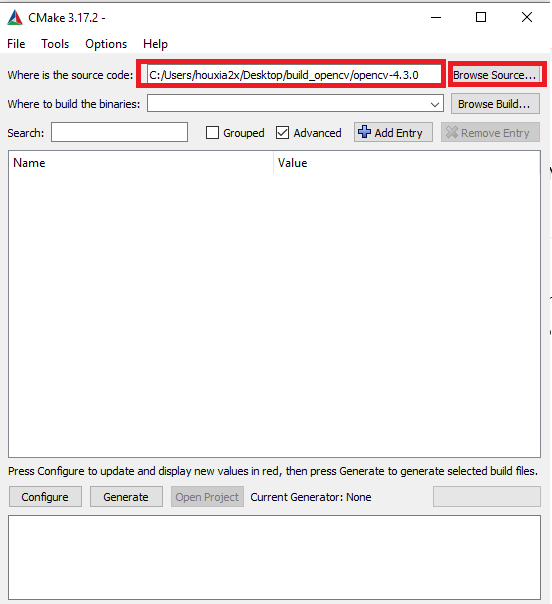 CMake 3.17.2 -
File Tools Options Help
Where is the source code: C:/Users/houxia2x/Desktop/build_opencv/opencv-4.3.0 Browse Source...
Where to build the binaries: Browse Build...
Search: Grouped Advanced Add Entry Remove Entry
Name Value
Press Configure to update and display new values in red, then press Generate to generate selected build files.
Configure Generate Open Project Current Generator: None